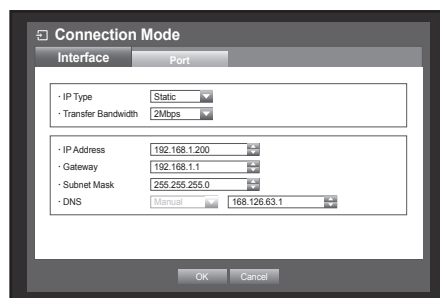 Connection Mode
Interface Port
· IP Type Static
· Transfer Bandwidth 2Mbps
· IP Address 192.168.1.200
· Gateway 192.168.1.1
· Subnet Mask 255.255.255.0
· DNS Manual 168.126.63.1
OK Cancel